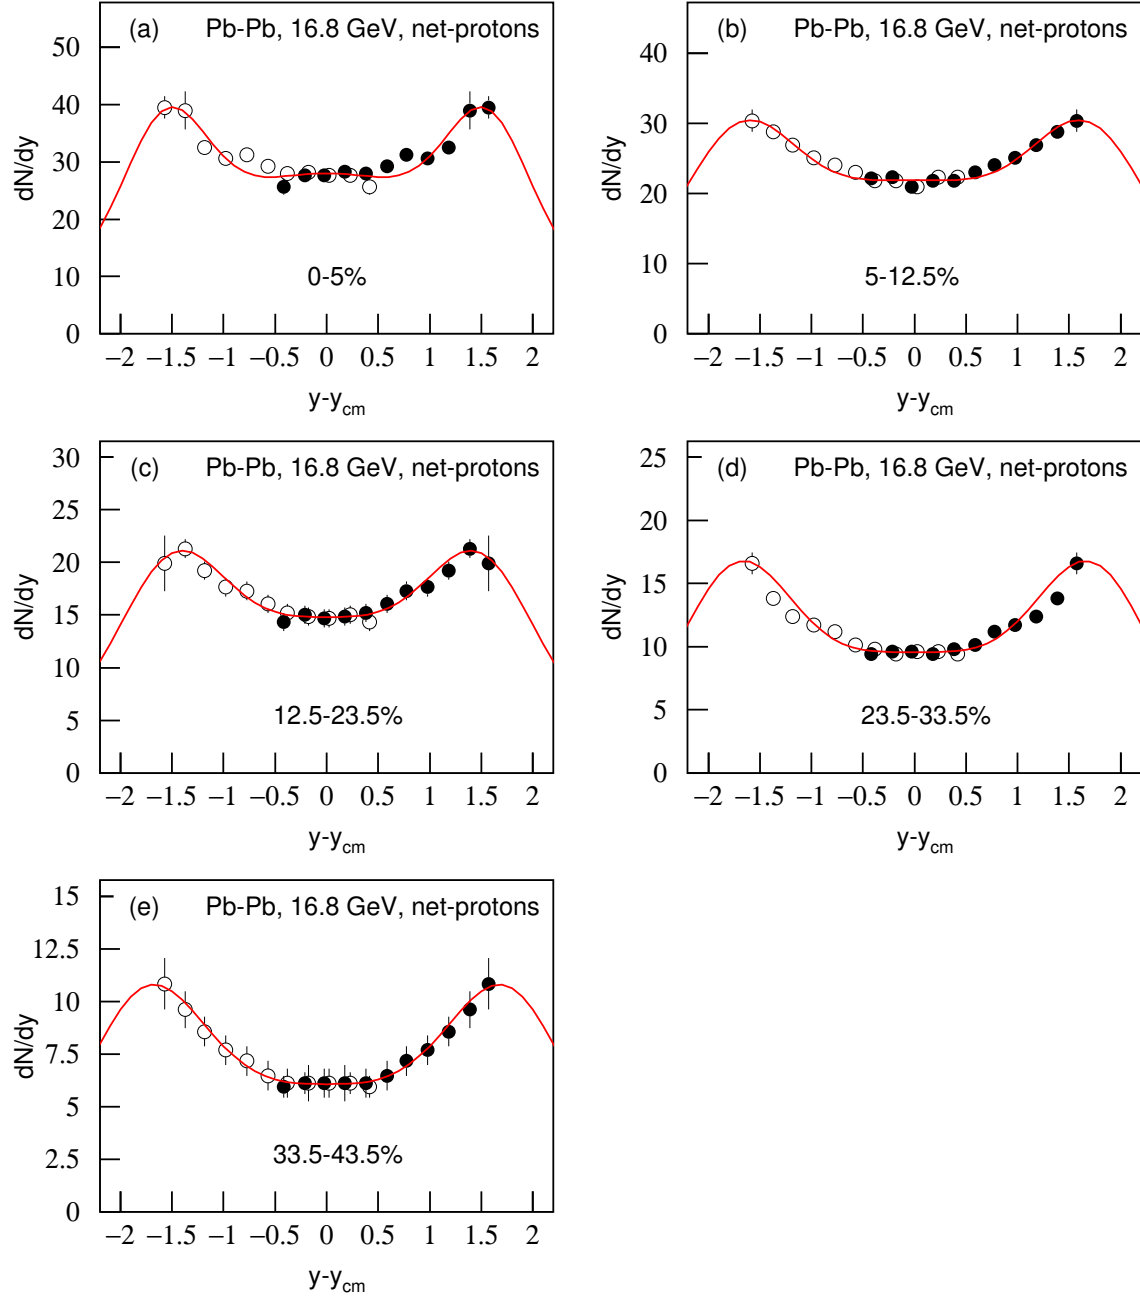 (a) Pb-Pb, 16.8 GeV, net-protons
50
40
30
20
10
0
dN/dy
0-5%
−2 −1.5 −1 −0.5 0 0.5 1 1.5 2
y-ycm
(b) Pb-Pb, 16.8 GeV, net-protons
40
30
20
10
0
dN/dy
5-12.5%
−2 −1.5 −1 −0.5 0 0.5 1 1.5 2
y-ycm
(c) Pb-Pb, 16.8 GeV, net-protons
30
25
20
15
10
5
0
dN/dy
12.5-23.5%
−2 −1.5 −1 −0.5 0 0.5 1 1.5 2
y-ycm
(d) Pb-Pb, 16.8 GeV, net-protons
25
20
15
10
5
0
dN/dy
23.5-33.5%
−2 −1.5 −1 −0.5 0 0.5 1 1.5 2
y-ycm
(e) Pb-Pb, 16.8 GeV, net-protons
15
12.5
10
7.5
5
2.5
0
dN/dy
33.5-43.5%
−2 −1.5 −1 −0.5 0 0.5 1 1.5 2
y-ycm